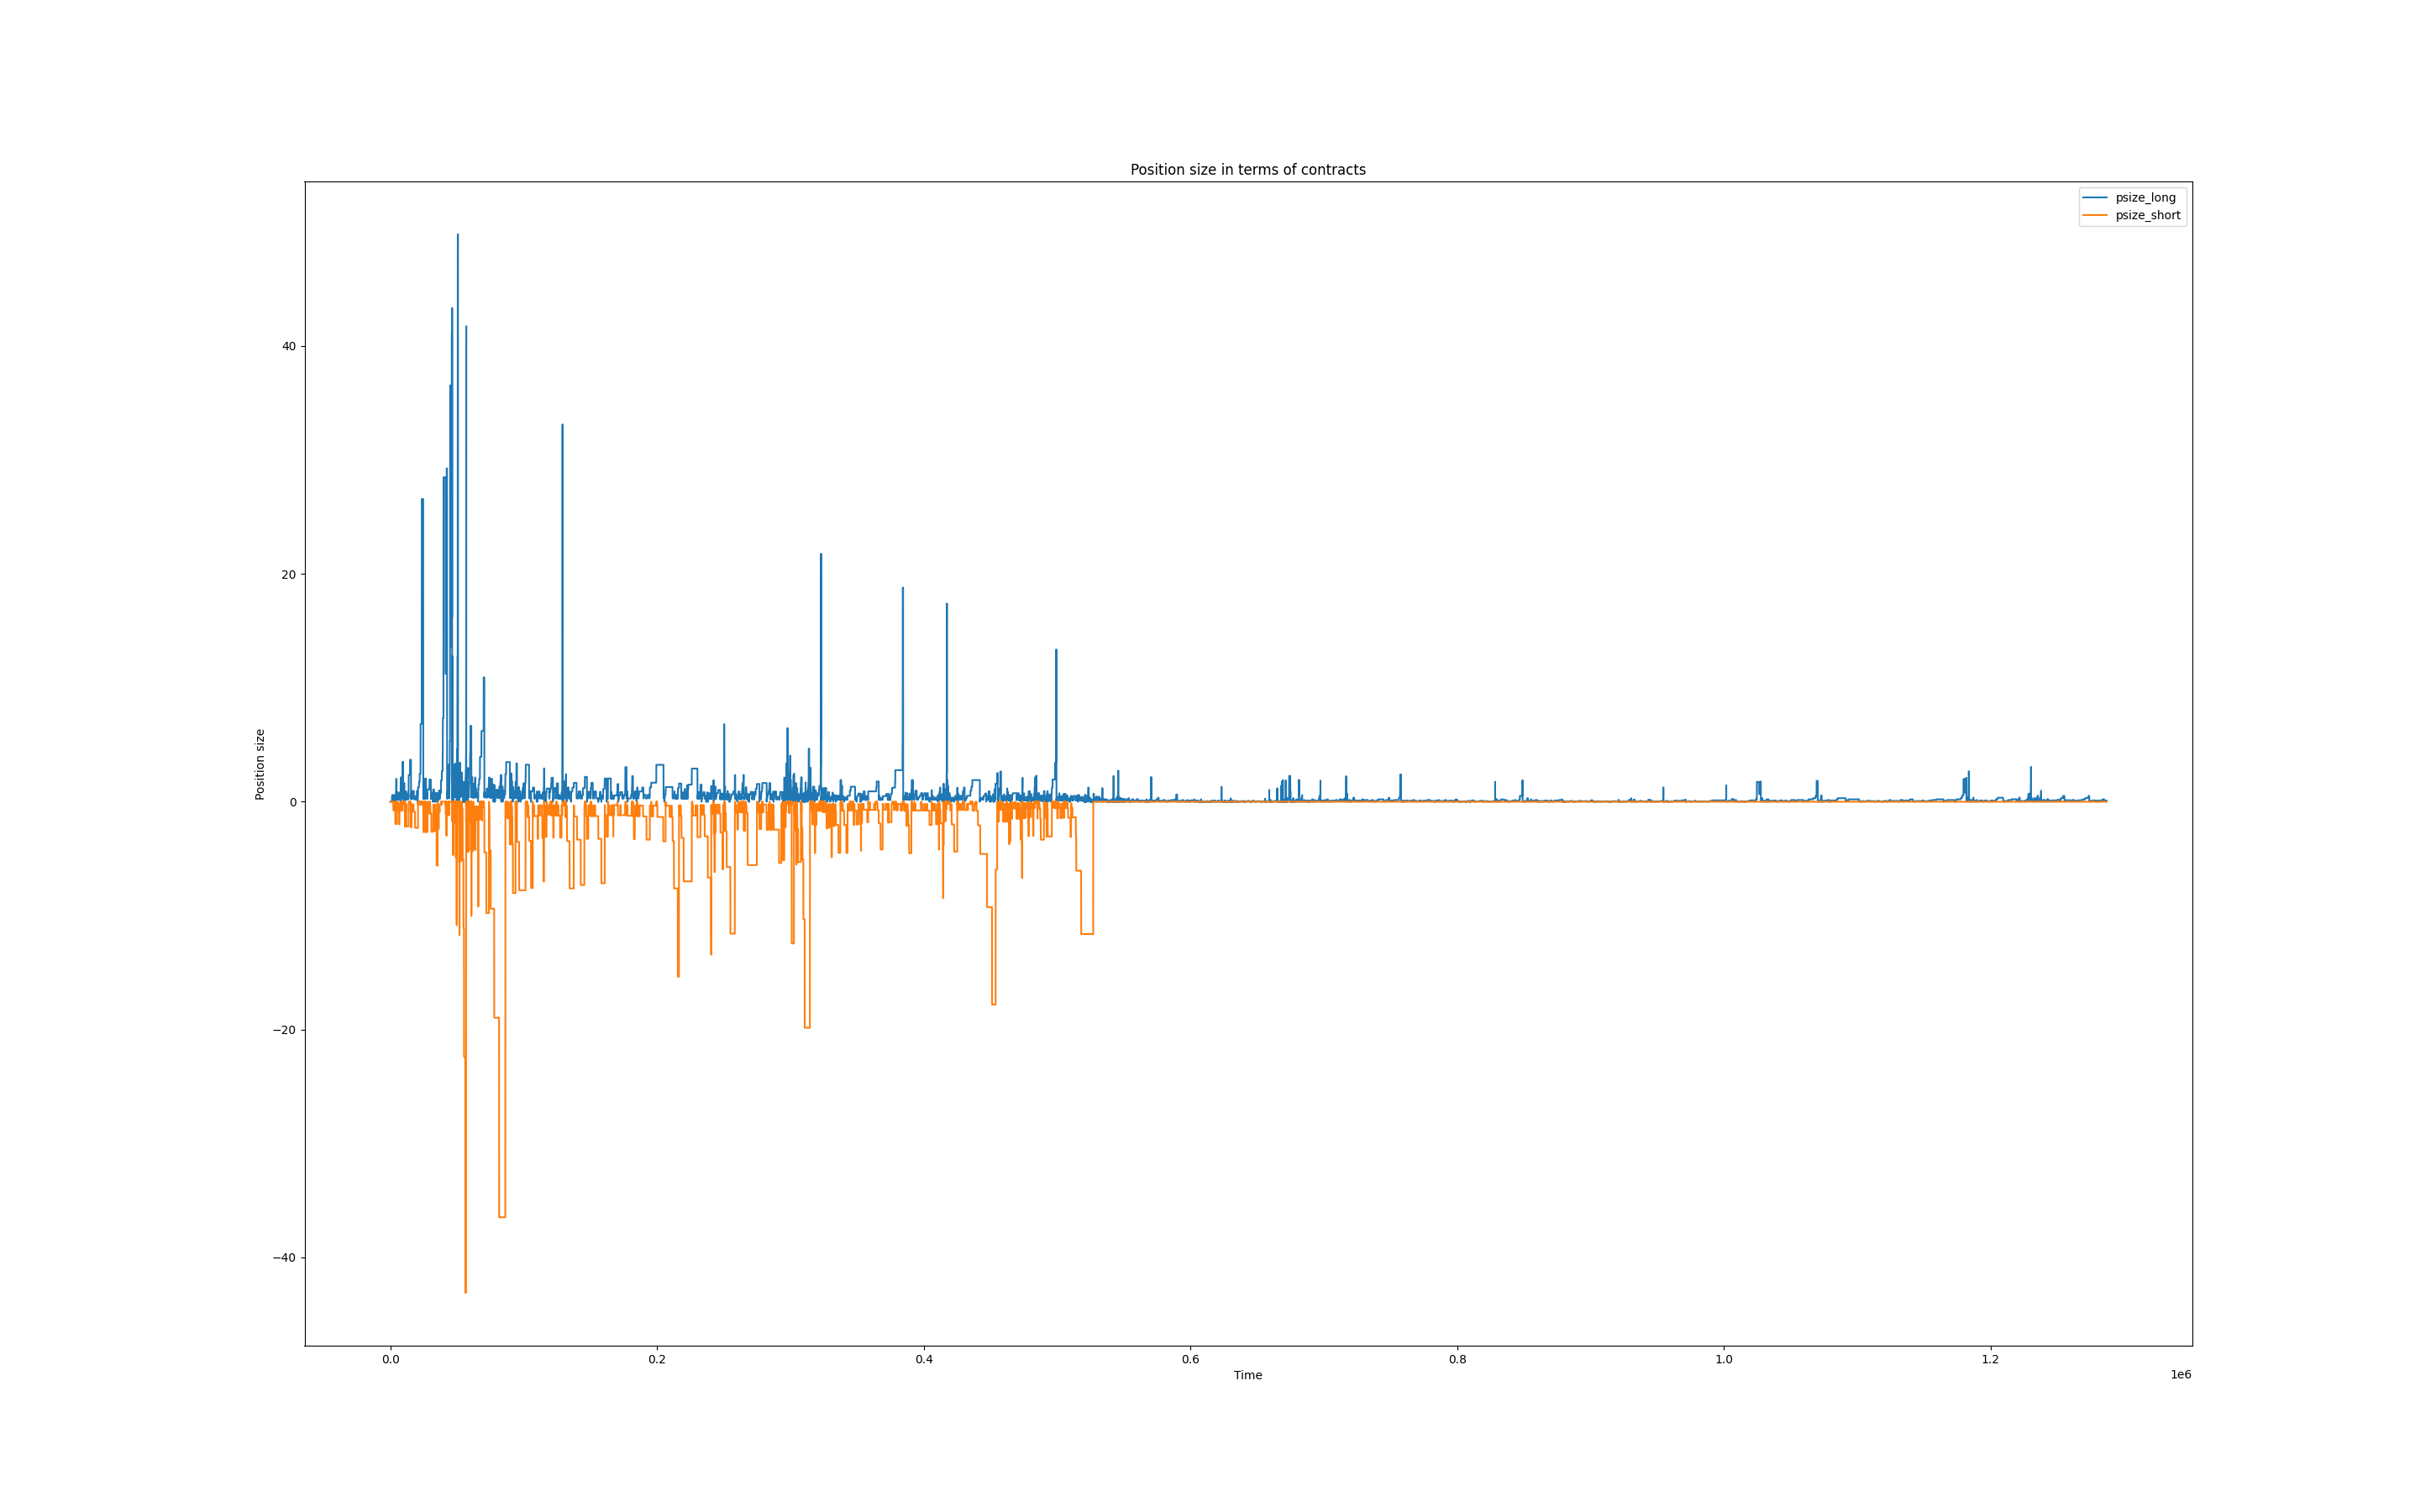 Position size in terms of contracts
psize_long
psize_short
40
20
0
−20
−40
Position size
0.0 0.2 0.4 0.6 0.8 1.0 1.2
Time
1e6